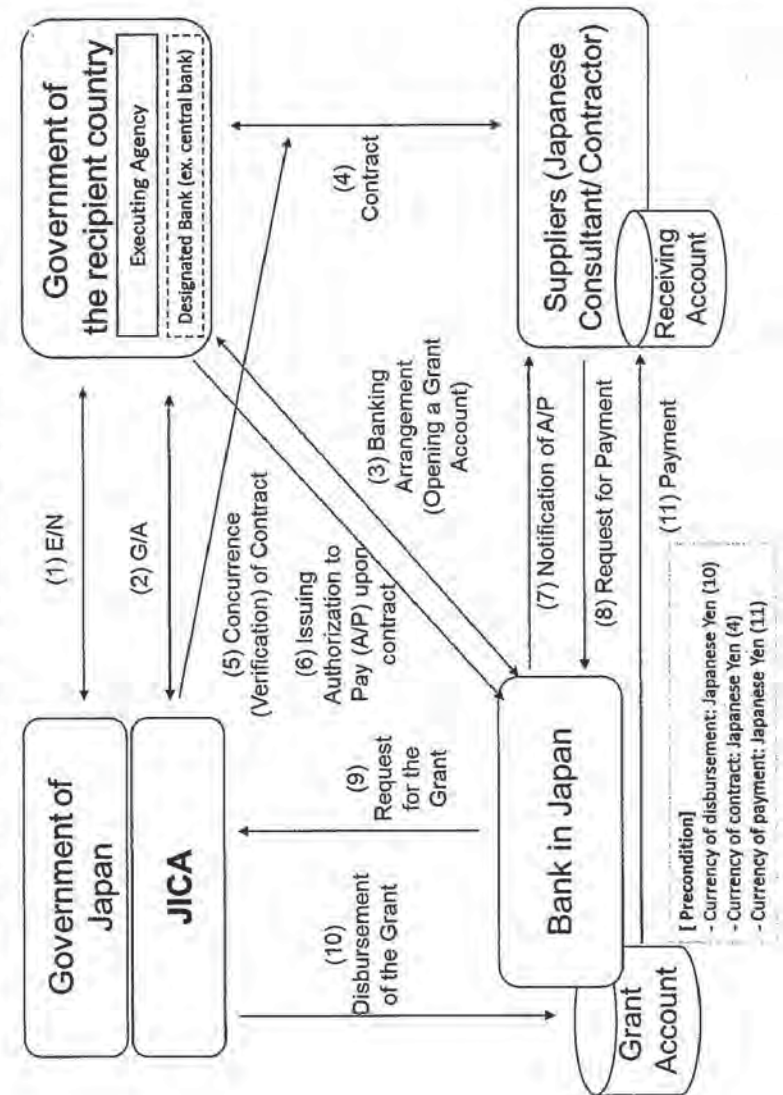 Government of
Japan
JICA
(1) E/N
(2) G/A
Government of
the recipient country
Executing Agency
Designated Bank (ex. central bank)
(5) Concurrence
(Verification) of Contract
(6) Issuing
Authorization to
Pay (A/P) upon
contract
(3) Banking
Arrangement
(Opening a Grant
Account)
(4)
Contract
(9)
Request
for the
Grant
(10)
Disbursement
of the Grant
Bank in Japan
Grant
Account
(7) Notification of A/P
(8) Request for Payment
(11) Payment
Suppliers (Japanese
Consultant/ Contractor)
Receiving
Account
[ Precondition]
- Currency of disbursement: Japanese Yen (10)
- Currency of contract: Japanese Yen (4)
- Currency of payment: Japanese Yen (11)